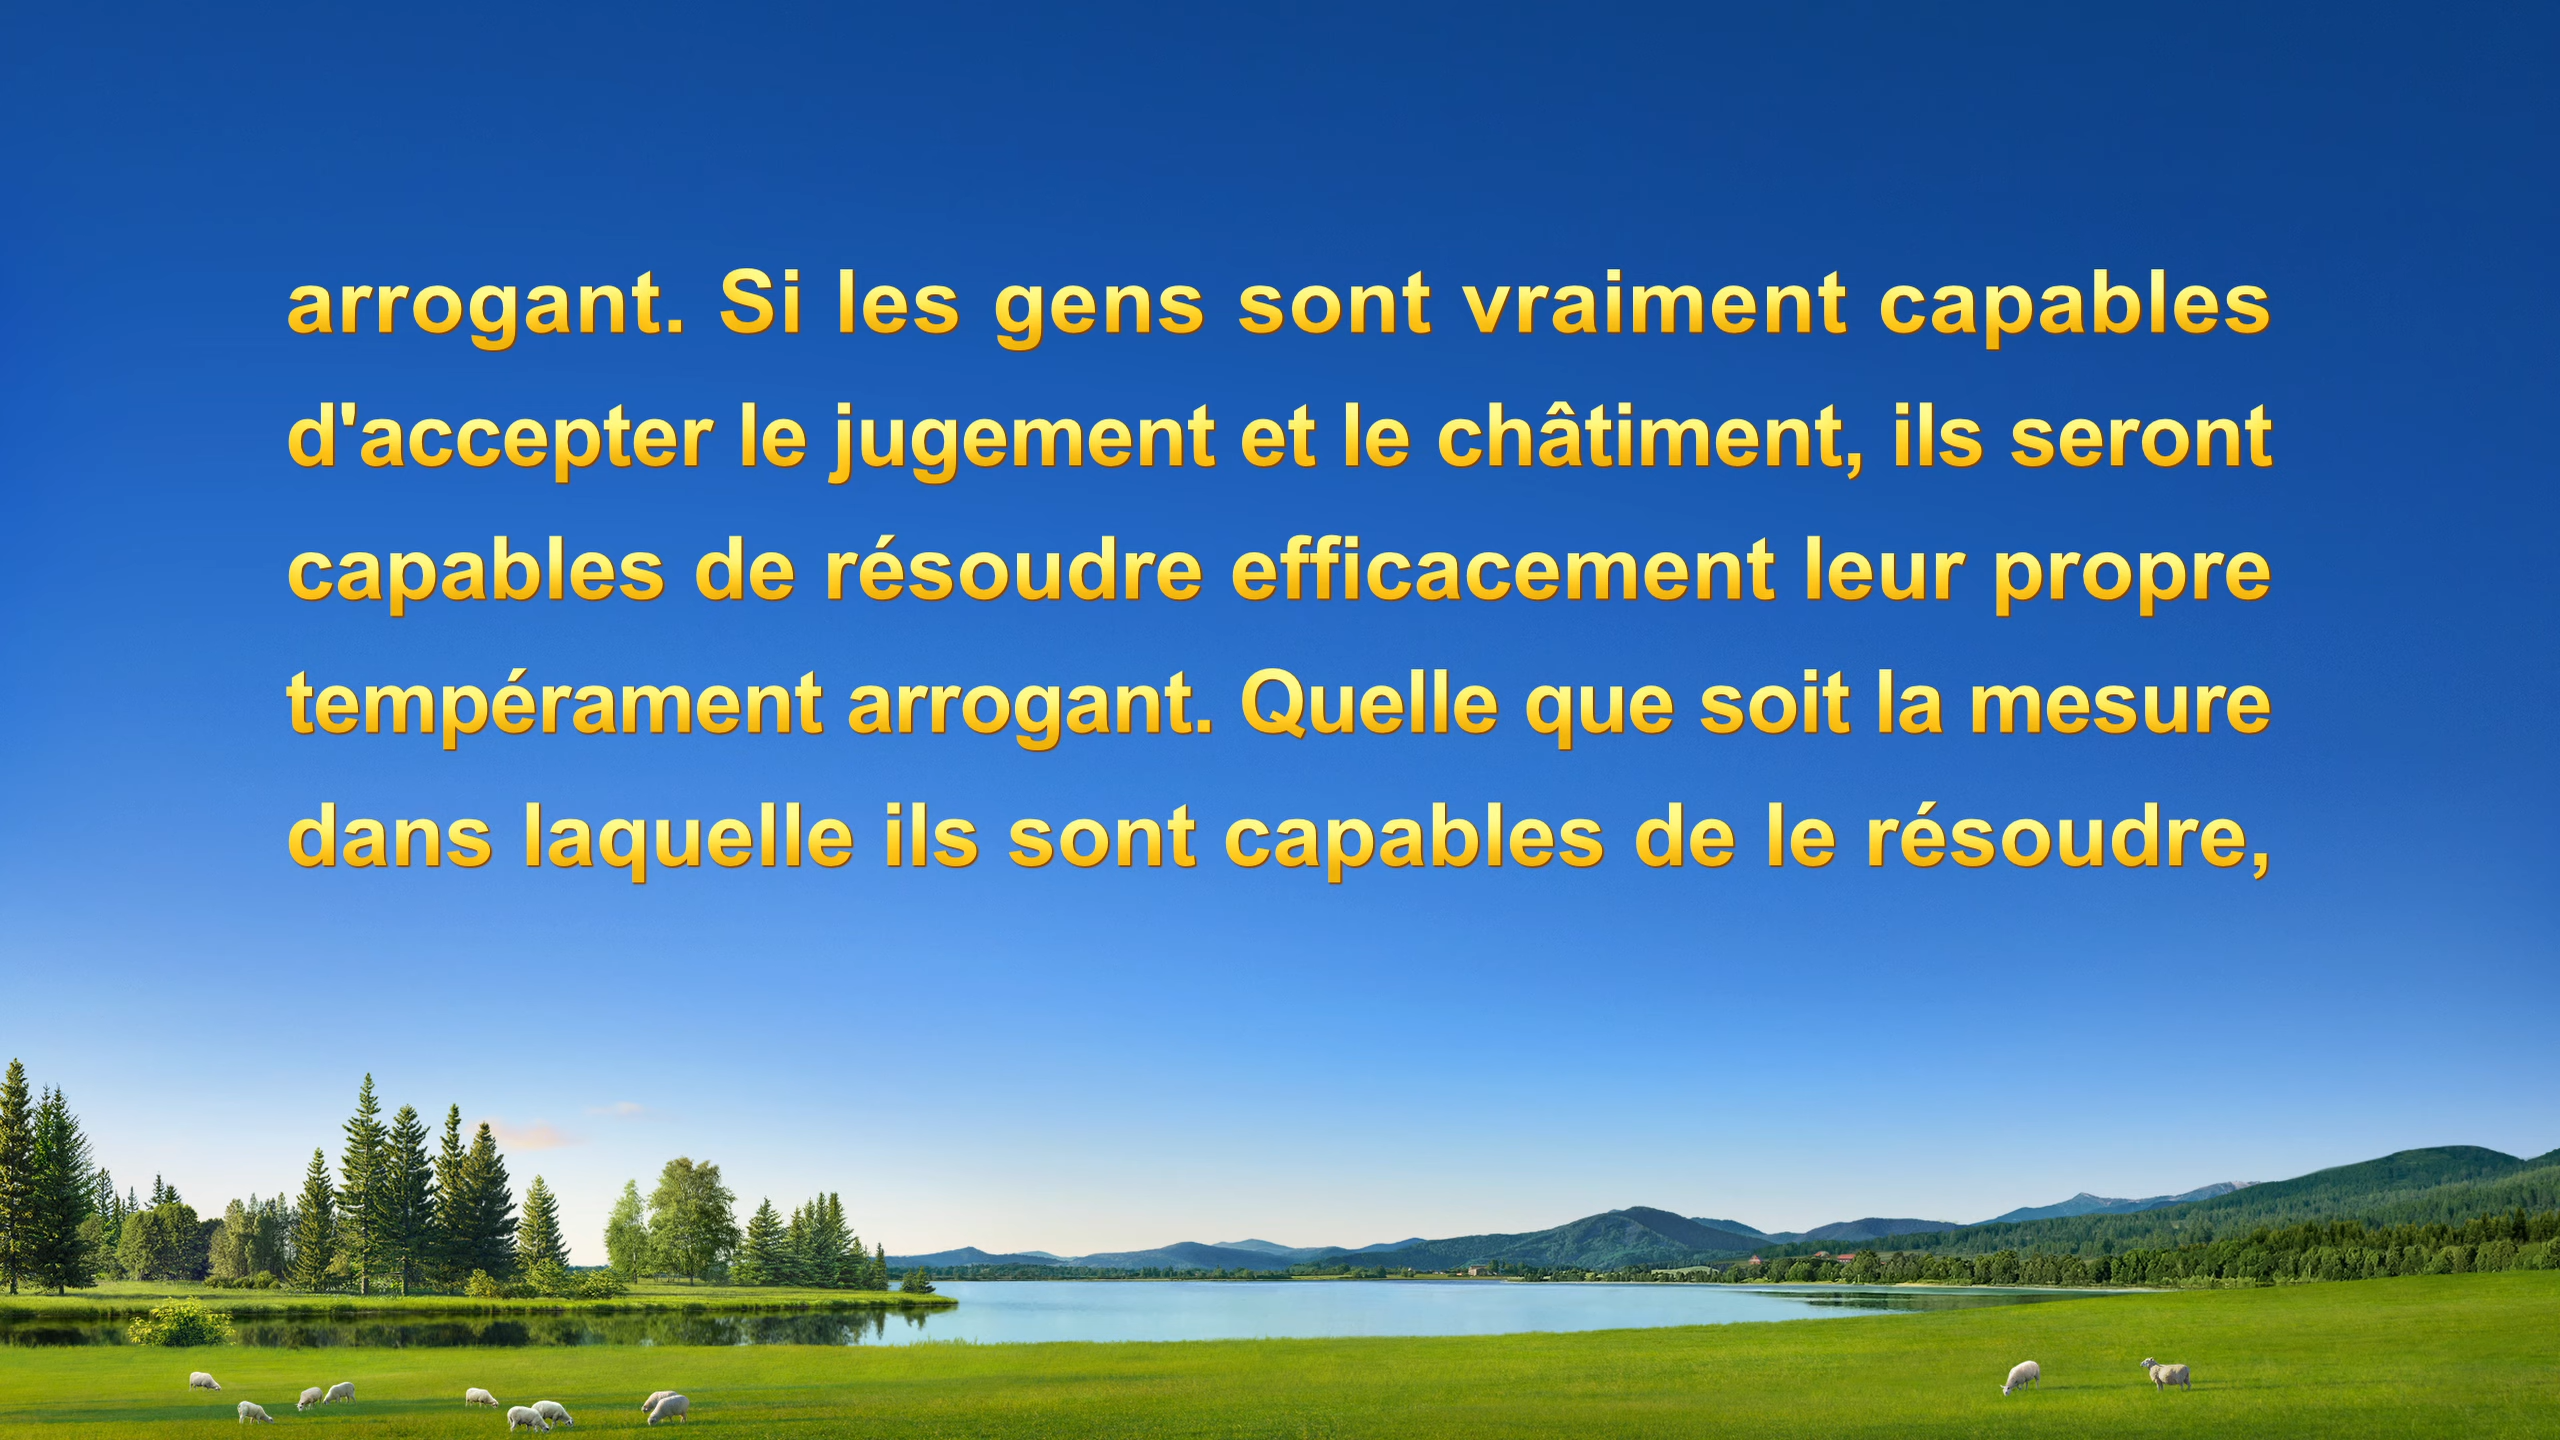 arrogant. Si les gens sont vraiment capables
d'accepter le jugement et le châtiment, ils seront
capables de résoudre efficacement leur propre
tempérament arrogant. Quelle que soit la mesure
dans laquelle ils sont capables de le résoudre,